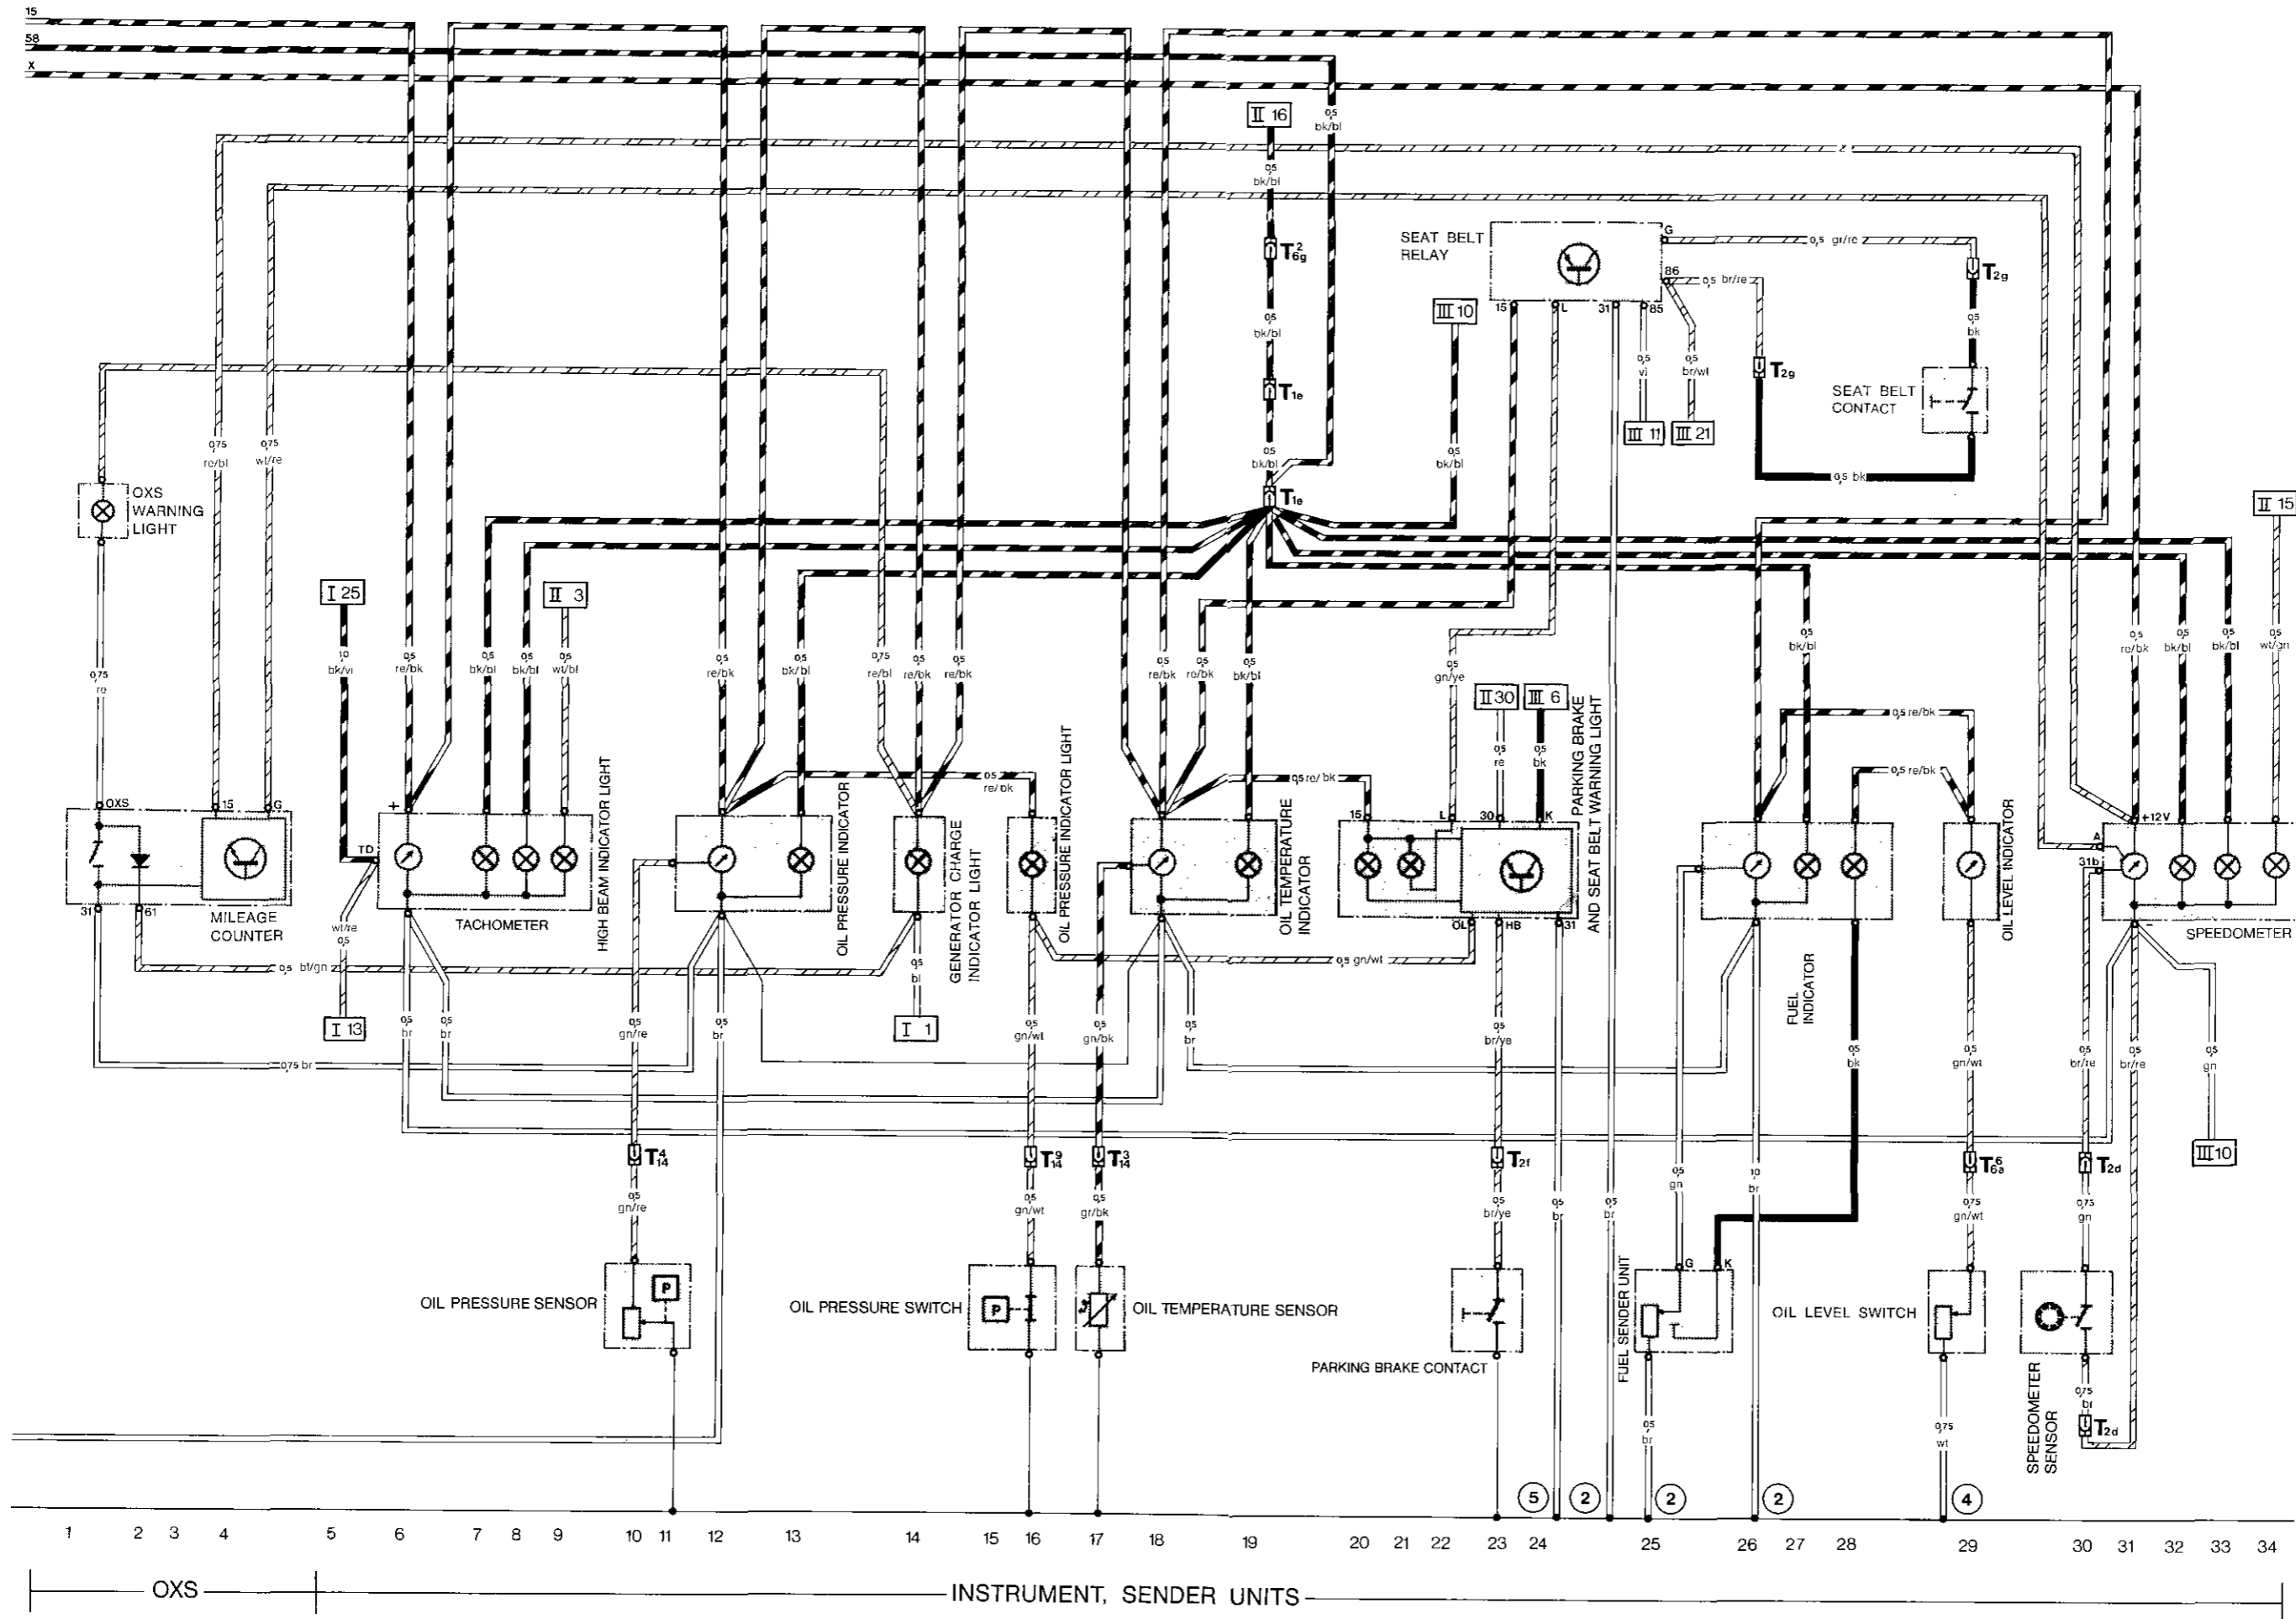 15
58
X
II 16
0,5
bk/bl
0,5
bk/bl
T 2 6g
0,5
bk/bl
T1e
0,5
bk/bl
T1e
SEAT BELT
RELAY
G
0,5 gr/re
86
0,5 br/re
15
L
31
85
T2g
T2g
0,5
bk
SEAT BELT
CONTACT
0,5 bk
III 10
0,5
bk/bl
0,5
vi
0,5
br/wt
III 11
III 21
0,75
re/bl
0,75
wt/re
OXS
WARNING
LIGHT
II 15
I 25
II 3
0,75
re
1,0
bk/vi
0,5
re/bk
0,5
bk/bl
0,5
bk/bl
0,5
wt/bl
0,5
re/bk
0,5
bk/bl
0,75
re/bl
0,5
re/bk
0,5
re/bk
0,5
re/bk
0,5
re/bk
0,5
bk/bl
0,5
gn/ye
II 30
III 6
0,5
re
0,5
bk
0,5
bk/bl
0,5 re/bk
0,5 re/bk
0,5
re/bk
0,5
bk/bl
0,5
bk/bl
0,5
wt/gn
0,5
re/bk
0,5 re/bk
OXS
15
G
31
61
MILEAGE
COUNTER
+
TD
TACHOMETER
HIGH BEAM INDICATOR LIGHT
OIL PRESSURE INDICATOR
GENERATOR CHARGE
INDICATOR LIGHT
OIL PRESSURE INDICATOR LIGHT
OIL TEMPERATURE
INDICATOR
15
L
30
K
OL
HB
31
PARKING BRAKE
AND SEAT BELT WARNING LIGHT
FUEL
INDICATOR
OIL LEVEL INDICATOR
+12V
A
31b
-
SPEEDOMETER
wt/re
0,5
0,5 bl/gn
0,5
bl
0,5 gn/wt
I 13
I 1
0,5
br
0,5
br
0,5
gn/re
0,5
br
0,5
gn/wt
0,5
gn/bk
0,5
br
0,5
br/ye
0,5
bk
0,5
gn/wt
0,5
br/re
0,5
br/re
0,5
gn
0,75 br
III 10
T 4 14
T 9 14
T 3 14
T2f
T 6 6a
T2d
0,5
gn/re
0,5
gn/wt
0,5
gr/bk
0,5
br/ye
0,5
br
0,5
br
0,5
gn
1,0
br
0,75
gn/wt
0,75
gn
OIL PRESSURE SENSOR
P
OIL PRESSURE SWITCH
P
OIL TEMPERATURE SENSOR
PARKING BRAKE CONTACT
FUEL SENDER UNIT
G
K
OIL LEVEL SWITCH
SPEEDOMETER
SENSOR
0,5
br
0,75
wt
0,75
br
T2d
5
2
2
2
4
1 2 3 4 5 6 7 8 9 10 11 12 13 14 15 16 17 18 19 20 21 22 23 24 25 26 27 28 29 30 31 32 33 34
OXS
INSTRUMENT, SENDER UNITS